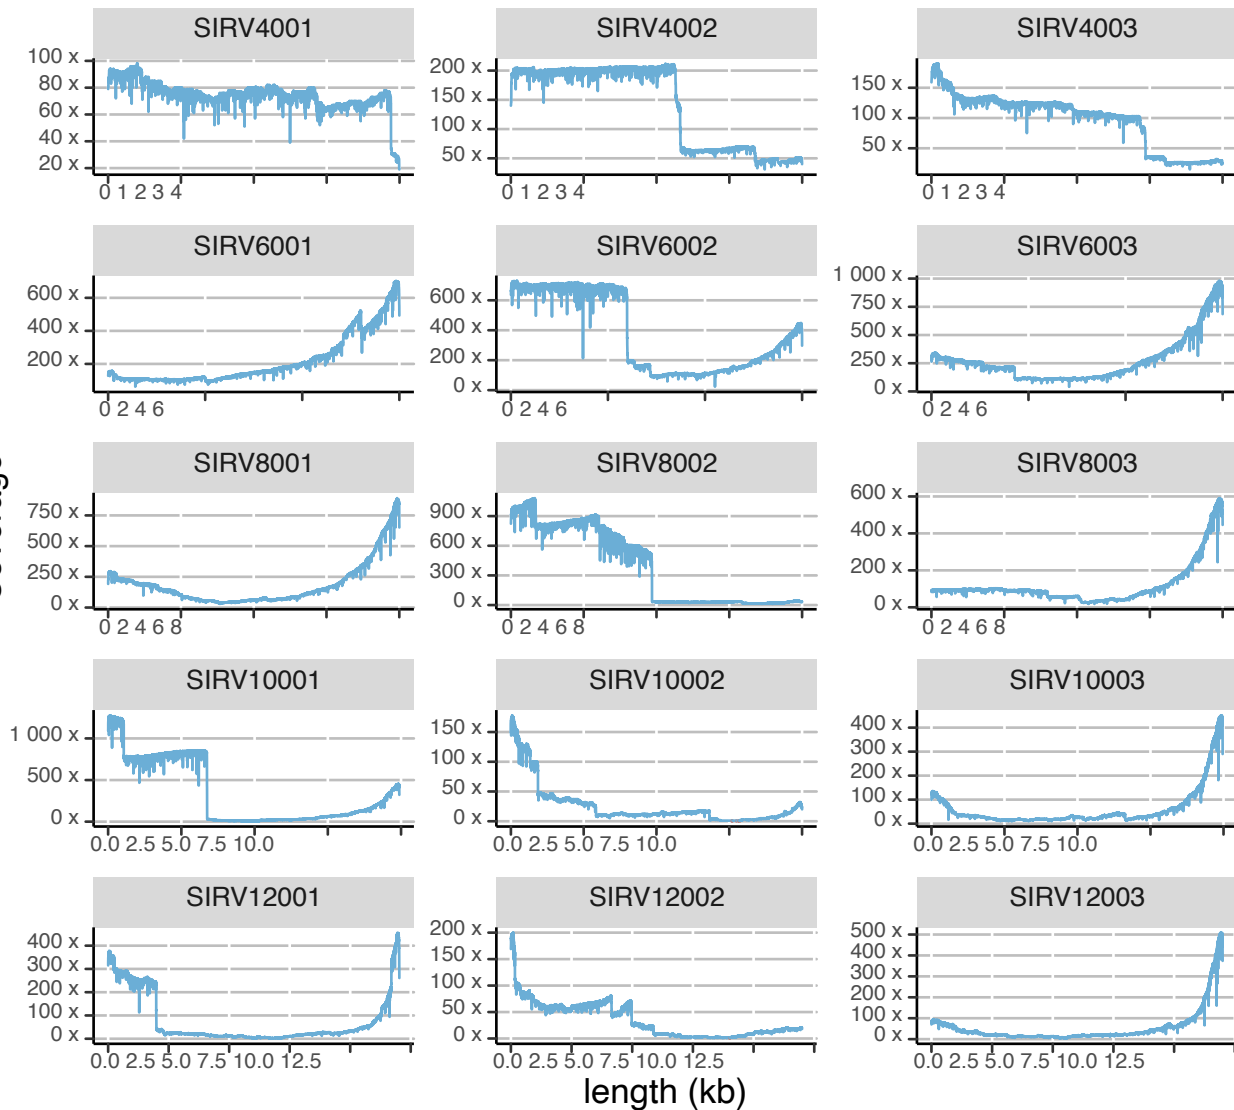 SIRV4001 SIRV4002 SIRV4003
100 x
80 x
60 x
40 x
20 x
200 x
150 x
100 x
50 x
150 x
100 x
50 x
0 1 2 3 4 0 1 2 3 4 0 1 2 3 4
SIRV6001 SIRV6002 SIRV6003
600 x
400 x
200 x
600 x
400 x
200 x
0 x
1 000 x
750 x
500 x
250 x
0 x
0 2 4 6 0 2 4 6 0 2 4 6
SIRV8001 SIRV8002 SIRV8003
750 x
500 x
250 x
0 x
900 x
600 x
300 x
0 x
600 x
400 x
200 x
0 x
0 2 4 6 8 0 2 4 6 8 0 2 4 6 8
SIRV10001 SIRV10002 SIRV10003
1 000 x
500 x
0 x
150 x
100 x
50 x
0 x
400 x
300 x
200 x
100 x
0 x
0.0 2.5 5.0 7.5 10.0 0.0 2.5 5.0 7.5 10.0 0.0 2.5 5.0 7.5 10.0
SIRV12001 SIRV12002 SIRV12003
400 x
300 x
200 x
100 x
0 x
200 x
150 x
100 x
50 x
0 x
500 x
400 x
300 x
200 x
100 x
0 x
0.0 2.5 5.0 7.5 10.0 12.5 0.0 2.5 5.0 7.5 10.0 12.5 0.0 2.5 5.0 7.5 10.0 12.5
length (kb)